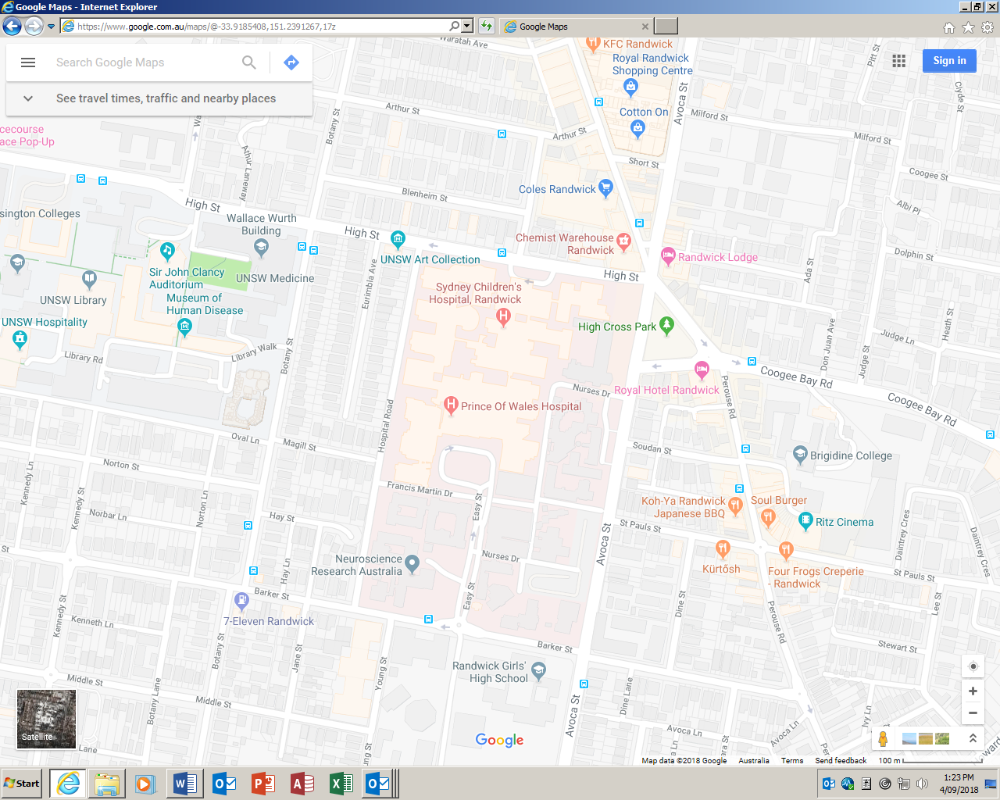 Google Maps - Internet Explorer
https://www.google.com.au/maps/@-33.9185408,151.2391267,17z
Google Maps
Search Google Maps
See travel times, traffic and nearby places
Sign in
Waratah Ave
KFC Randwick
Royal Randwick
Shopping Centre
Avoca St
Pitt St
Clyde St
Arthur St
Botany St
Cotton On
Milford St
Milford St
cecourse
ace Pop-Up
Arthur St
Arthur Laneway
Short St
Coogee St
Blenheim St
Coles Randwick
Albi Pl
High St
sington Colleges
Wallace Wurth
Building
High St
Chemist Warehouse
Randwick
UNSW Art Collection
Randwick Lodge
Dolphin St
Ada St
Sir John Clancy
Auditorium
UNSW Medicine
High St
Eurimbla Ave
Sydney Children's
Hospital, Randwick
UNSW Library
Museum of
Human Disease
Heath St
UNSW Hospitality
High Cross Park
Don Juan Ave
Judge Ln
Judge St
Library Rd
Library Walk
Botany St
Coogee Bay Rd
Royal Hotel Randwick
Nurses Dr
Perouse Rd
Coogee Bay Rd
Prince Of Wales Hospital
Hospital Road
Oval Ln
Magill St
Soudan St
Brigidine College
Norton St
Kennedy Ln
Francis Martin Dr
Kennedy St
Norton Ln
Easy St
Koh-Ya Randwick
Japanese BBQ
Soul Burger
Norbar Ln
Hay St
St Pauls St
Ritz Cinema
Daintrey Cres
Daintrey Cres
Avoca St
Neuroscience
Research Australia
Nurses Dr
Kürtősh
Four Frogs Creperie
- Randwick
St Pauls St
Hay Ln
Barker St
Easy St
Dine St
Lee St
7-Eleven Randwick
Kennedy St
Kenneth Ln
Perouse Rd
Botany St
Jane St
Barker St
Stewart St
Randwick Girls'
High School
Young St
Middle St
Middle St
Botany Lane
Dine Lane
Avoca St
Ivy Ln
Avoca Ln
Satellite
Google
Map data ©2018 Google
Australia
Terms
Send feedback
100 m
Start
1:23 PM
4/09/2018